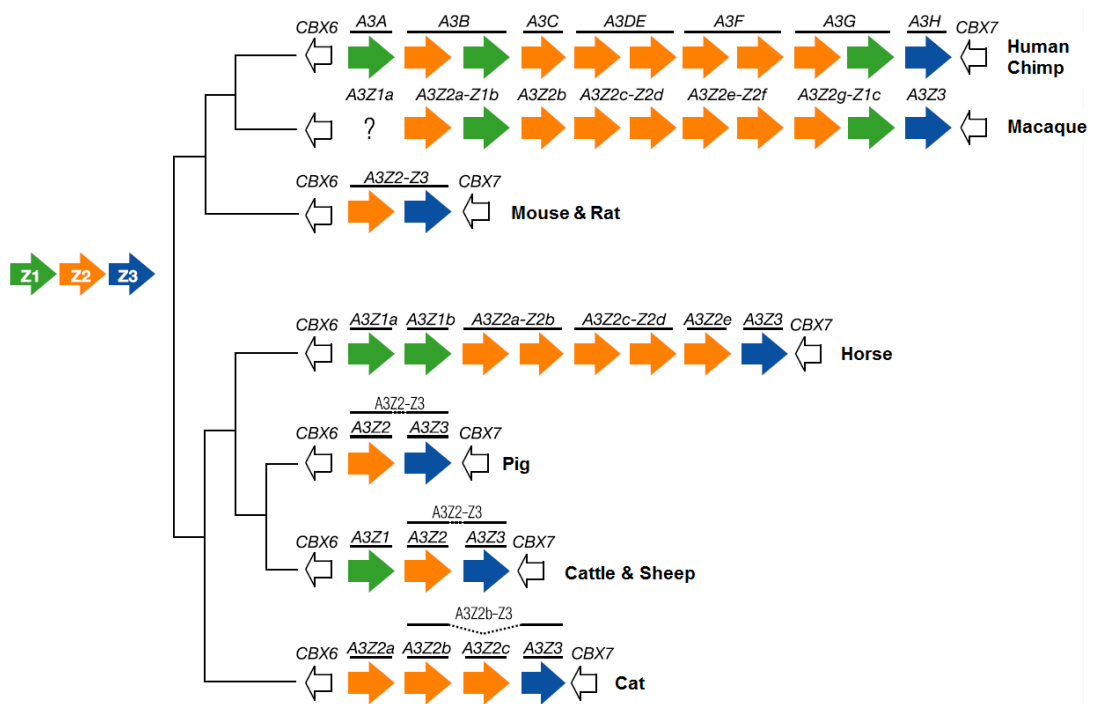 CBX6 A3A A3B A3C A3DE A3F A3G A3H CBX7
Human
Chimp
A3Z1a A3Z2a-Z1b A3Z2b A3Z2c-Z2d A3Z2e-Z2f A3Z2g-Z1c A3Z3
? Macaque
CBX6 A3Z2-Z3 CBX7
Mouse & Rat
Z1 Z2 Z3
CBX6 A3Z1a A3Z1b A3Z2a-Z2b A3Z2c-Z2d A3Z2e A3Z3 CBX7
Horse
A3Z2-Z3
CBX6 A3Z2 A3Z3 CBX7
Pig
A3Z2-Z3
CBX6 A3Z1 A3Z2 A3Z3 CBX7
Cattle & Sheep
A3Z2b-Z3
CBX6 A3Z2a A3Z2b A3Z2c A3Z3 CBX7
Cat